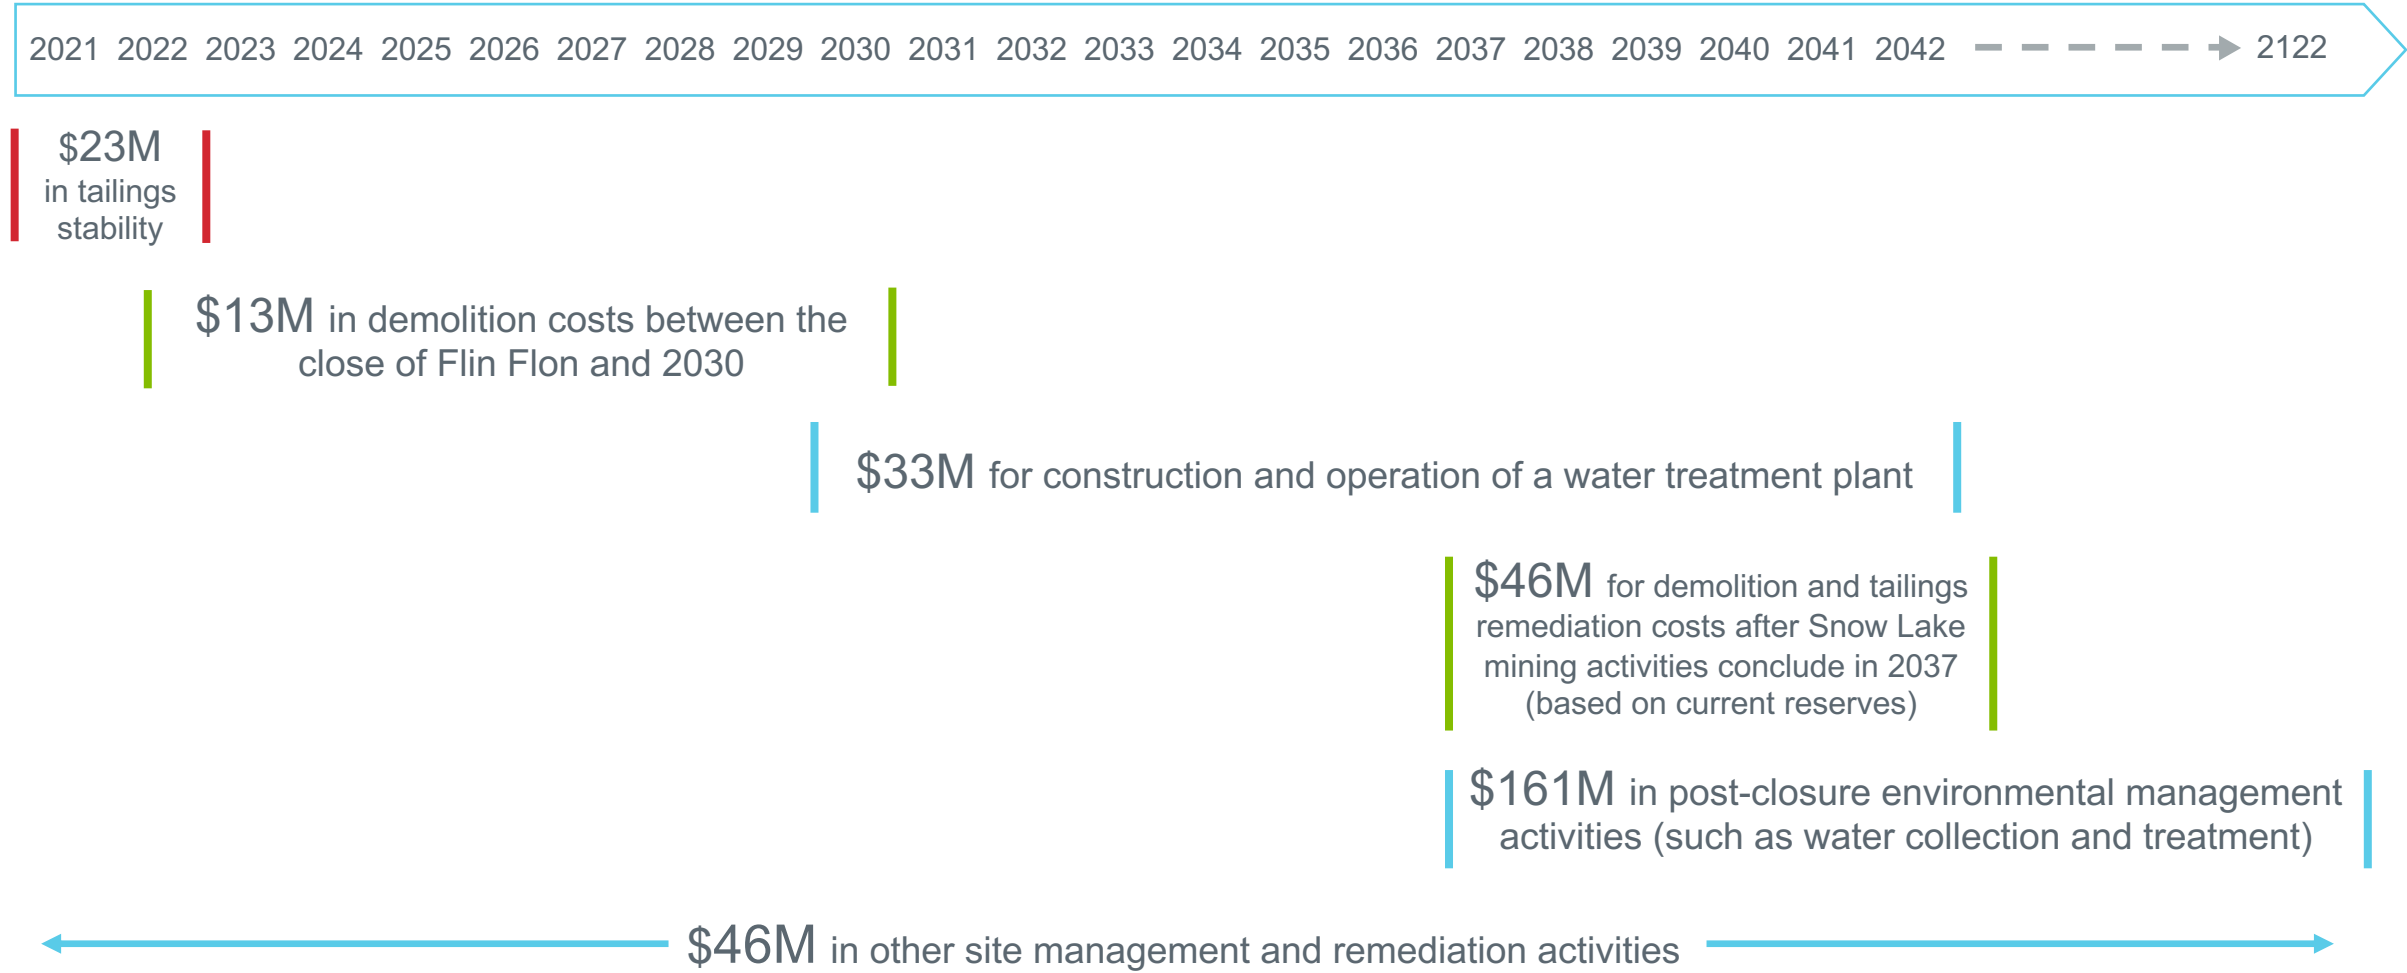 2021 2022 2023 2024 2025 2026 2027 2028 2029 2030 2031 2032 2033 2034 2035 2036 2037 2038 2039 2040 2041 2042 2122
$23M
in tailings
stability
$13M in demolition costs between the
close of Flin Flon and 2030
$33M for construction and operation of a water treatment plant
$46M for demolition and tailings
remediation costs after Snow Lake
mining activities conclude in 2037
(based on current reserves)
$161M in post-closure environmental management
activities (such as water collection and treatment)
$46M in other site management and remediation activities